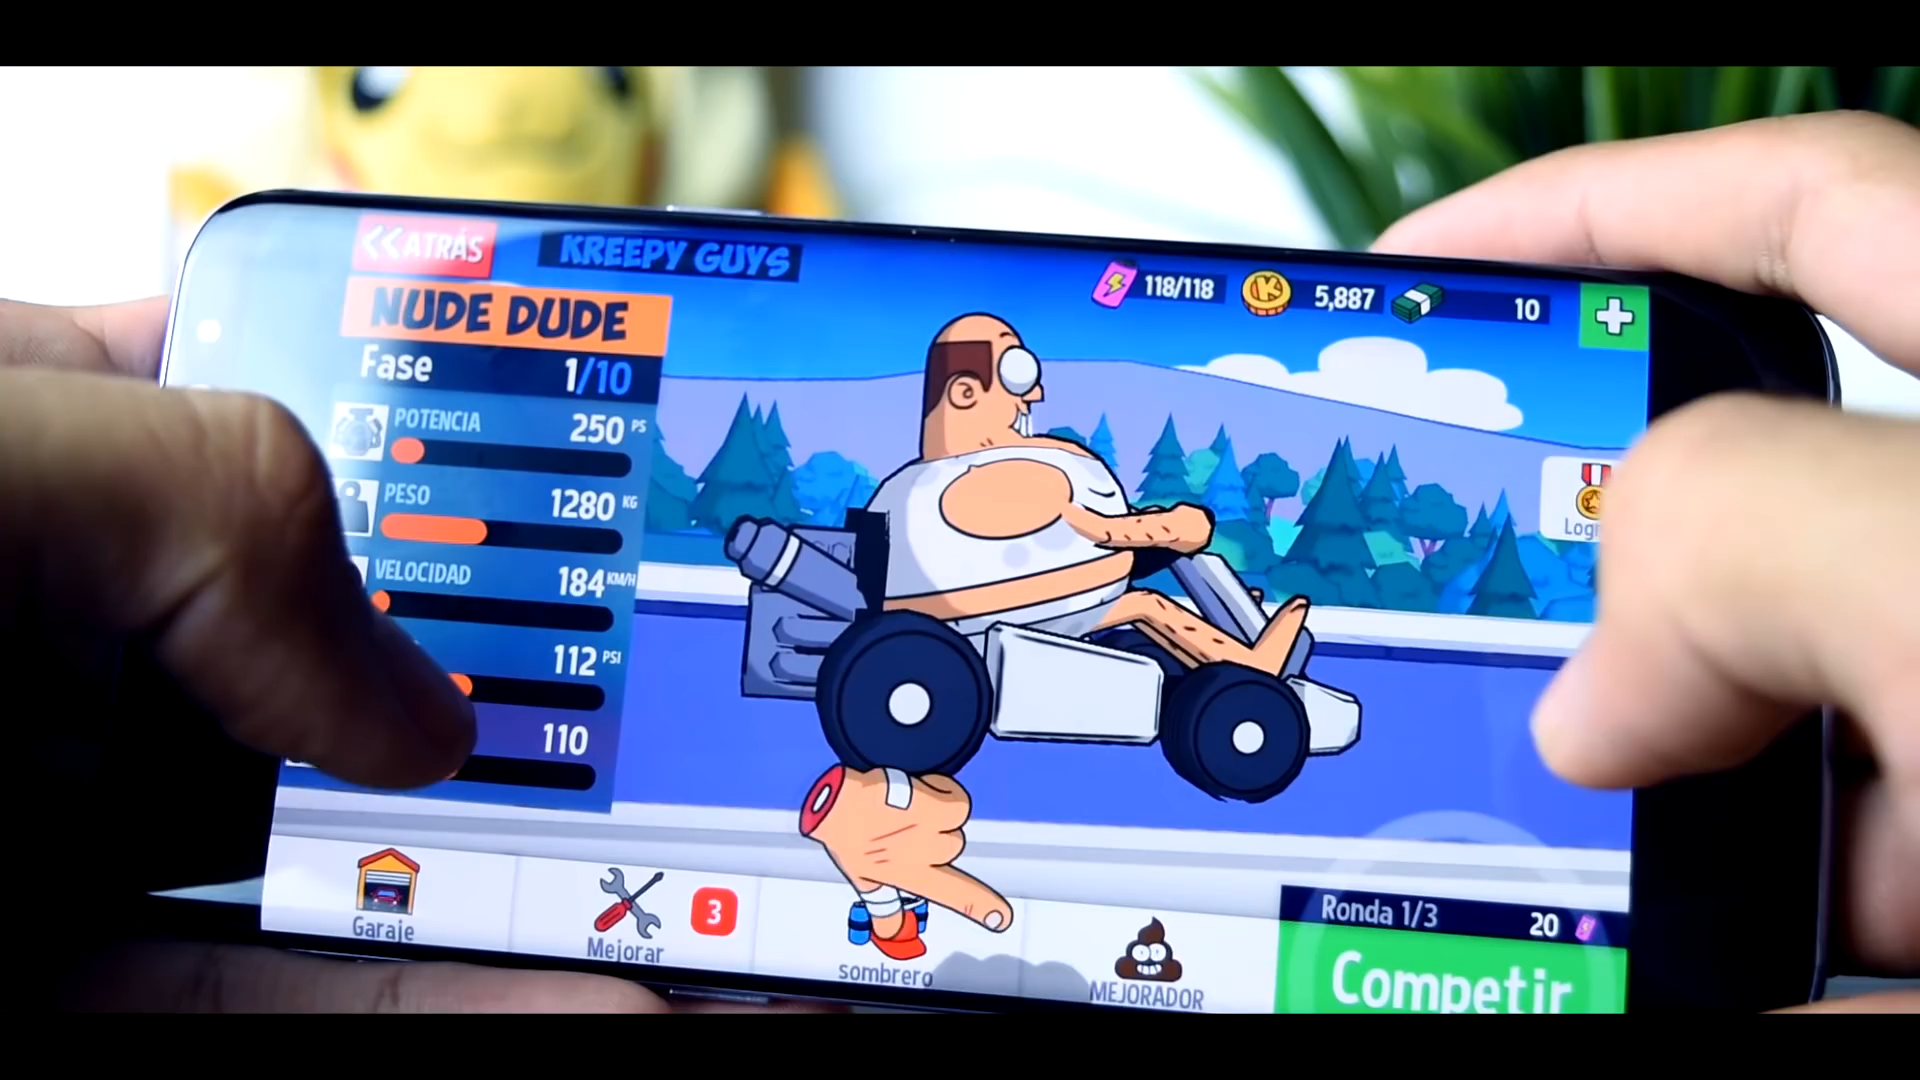 <<ATRÁS
KREEPY GUYS
118/118
5,887
10
NUDE DUDE
Fase 1/10
POTENCIA 250 PS
PESO 1280 KG
VELOCIDAD 184 KM/H
112 PSI
110
Garaje
Mejorar
3
sombrero
MEJORADOR
Ronda 1/3 20
Competir